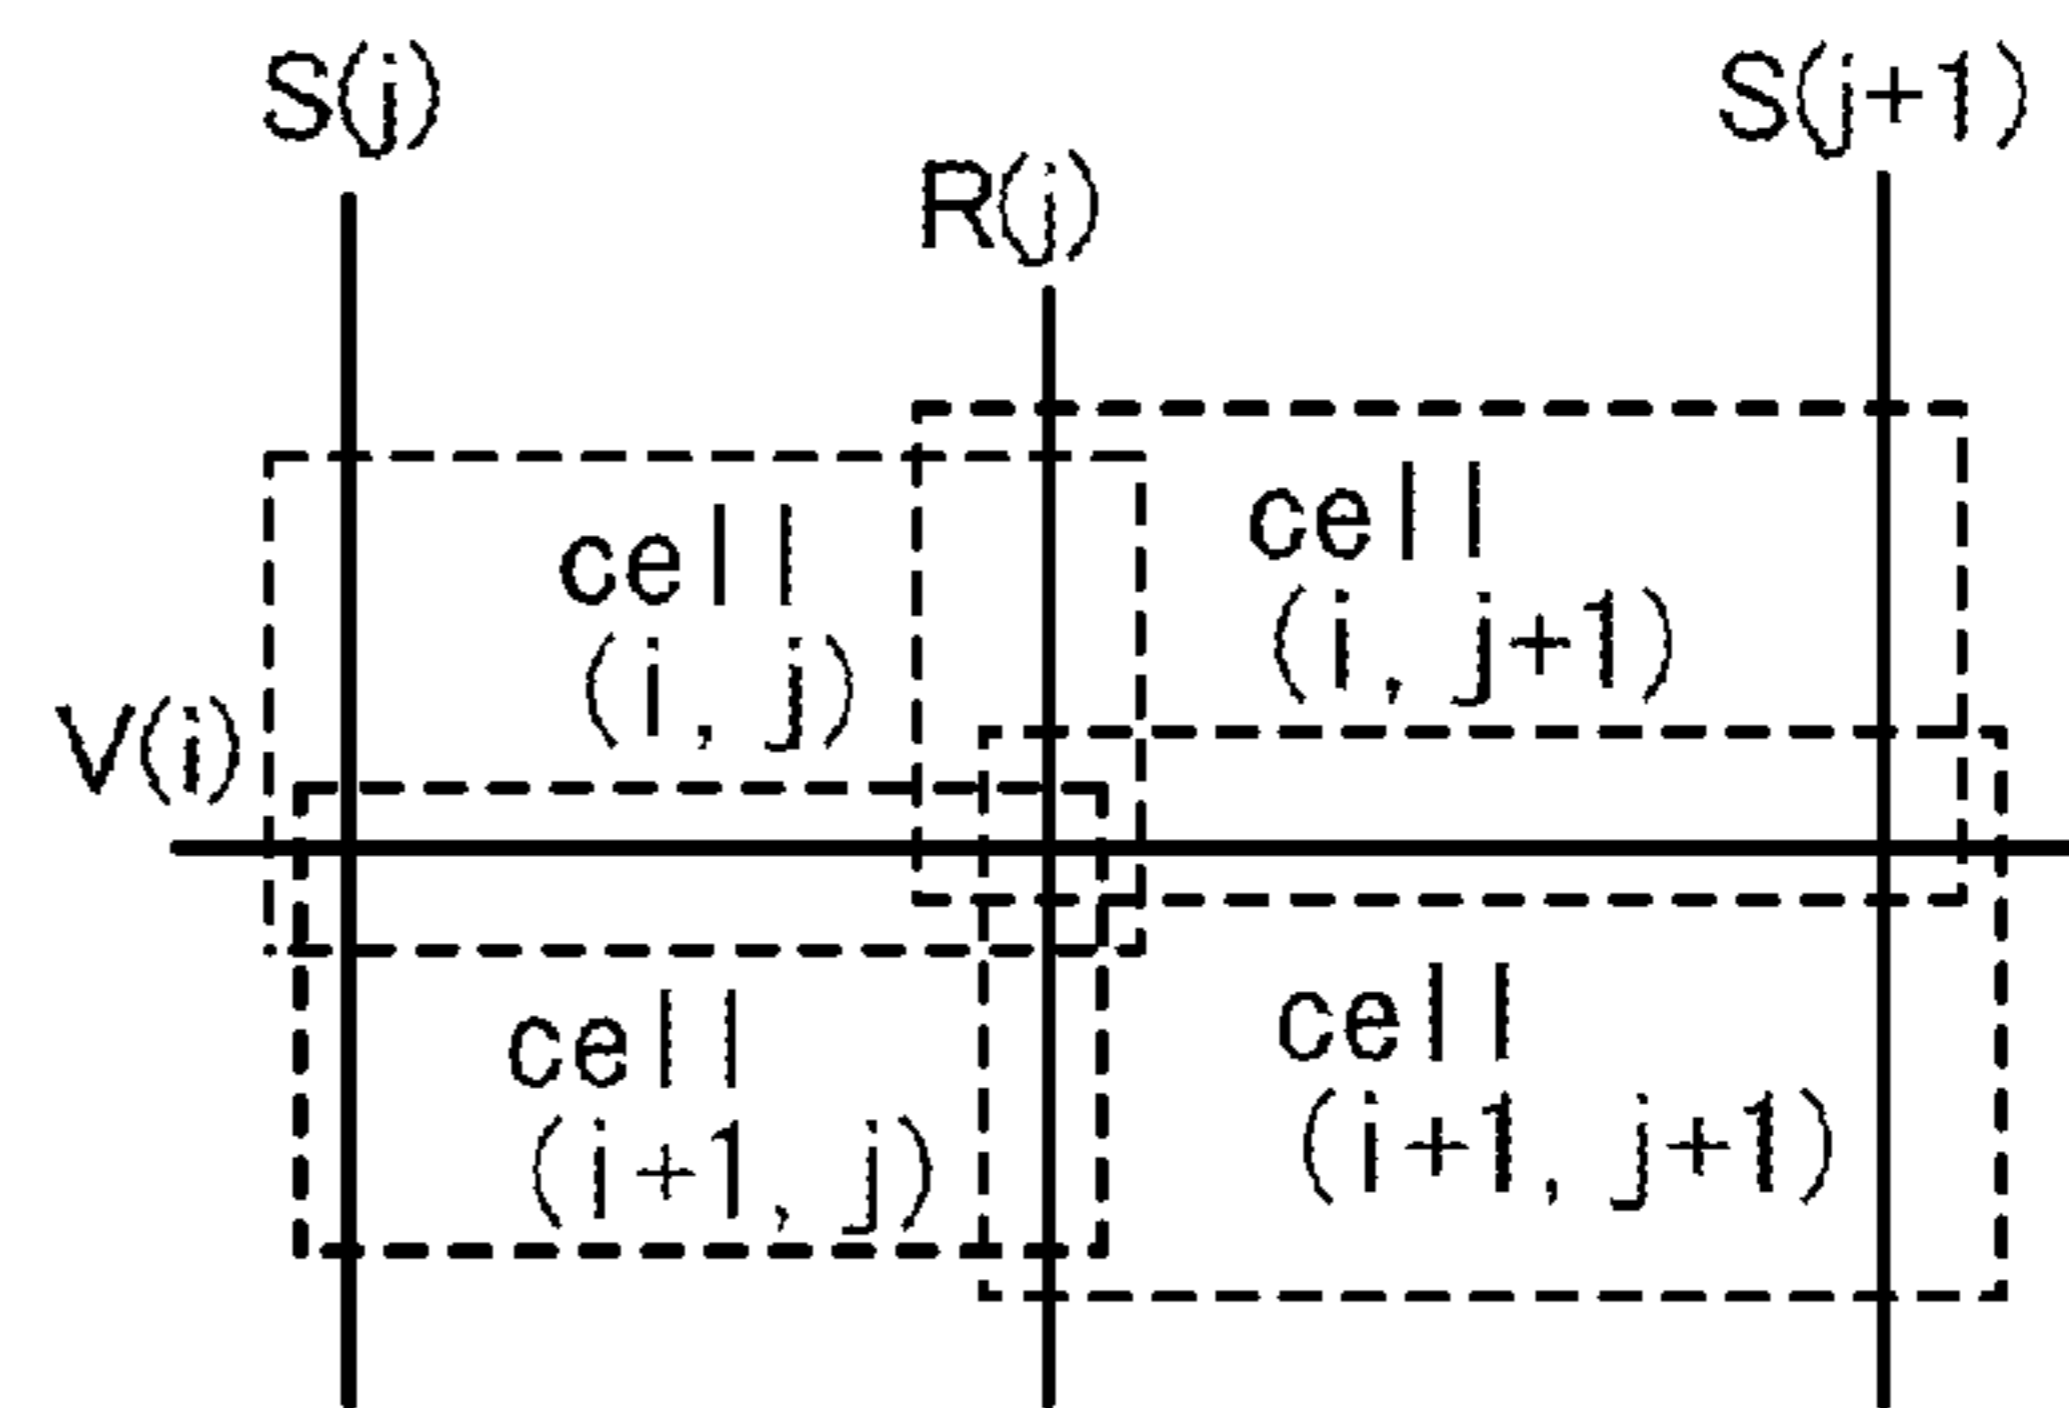 S(j)
R(j)
S(j+1)
cell
(i, j)
cell
(i, j+1)
V(i)
cell
(i+1, j)
cell
(i+1, j+1)